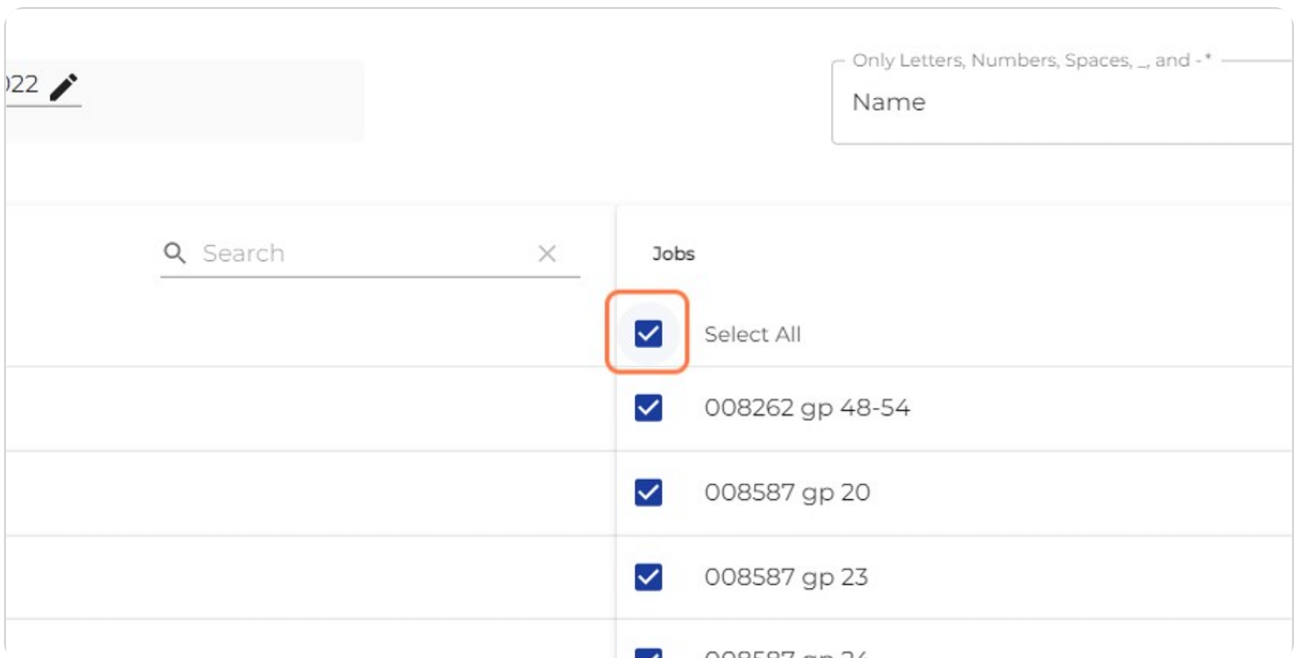 022
Only Letters, Numbers, Spaces, _, and -*
Name
Search
Jobs
Select All
008262 gp 48-54
008587 gp 20
008587 gp 23